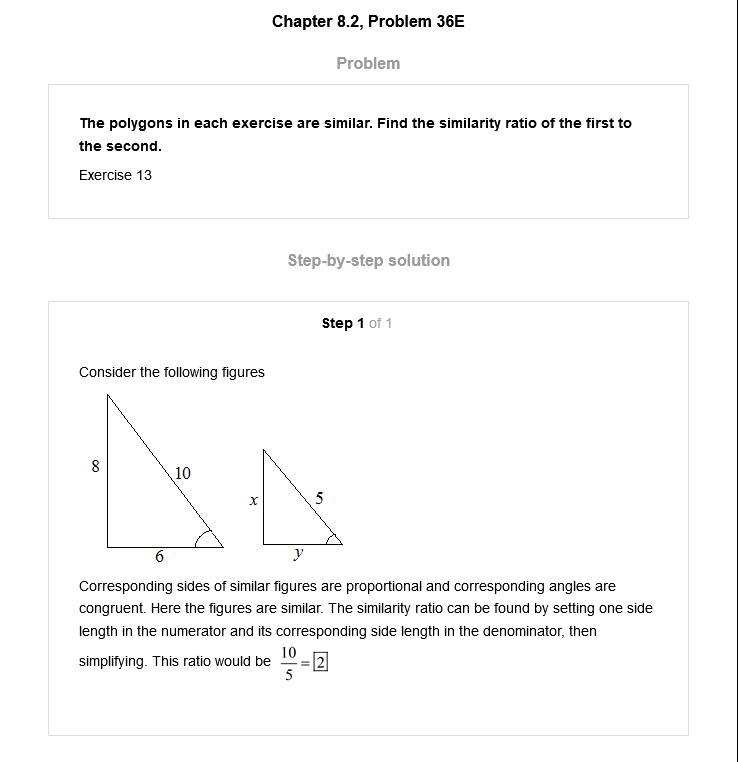 Chapter 8.2, Problem 36E
Problem
The polygons in each exercise are similar. Find the similarity ratio of the first to
the second.
Exercise 13
Step-by-step solution
Step 1 of 1
Consider the following figures
8
10
6
x
5
y
Corresponding sides of similar figures are proportional and corresponding angles are
congruent. Here the figures are similar. The similarity ratio can be found by setting one side
length in the numerator and its corresponding side length in the denominator, then
simplifying. This ratio would be 10/5 = 2